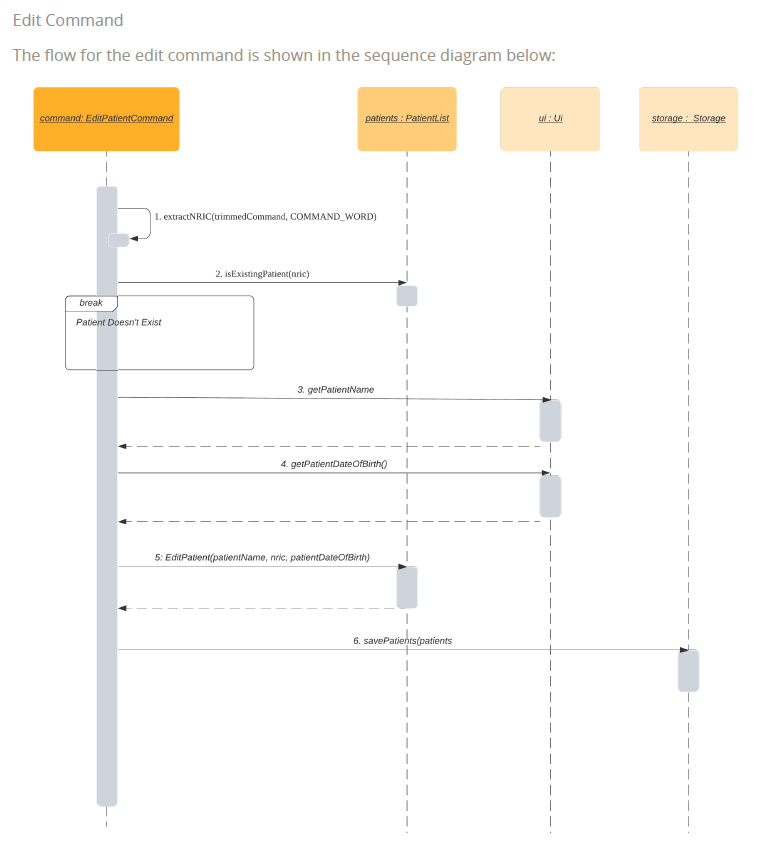 Edit Command
The flow for the edit command is shown in the sequence diagram below:
command: EditPatientCommand
patients : PatientList
ui : Ui
storage : Storage
1. extractNRIC(trimmedCommand, COMMAND_WORD)
2. isExistingPatient(nric)
break
Patient Doesn't Exist
3. getPatientName
4. getPatientDateOfBirth()
5: EditPatient(patientName, nric, patientDateOfBirth)
6. savePatients(patients